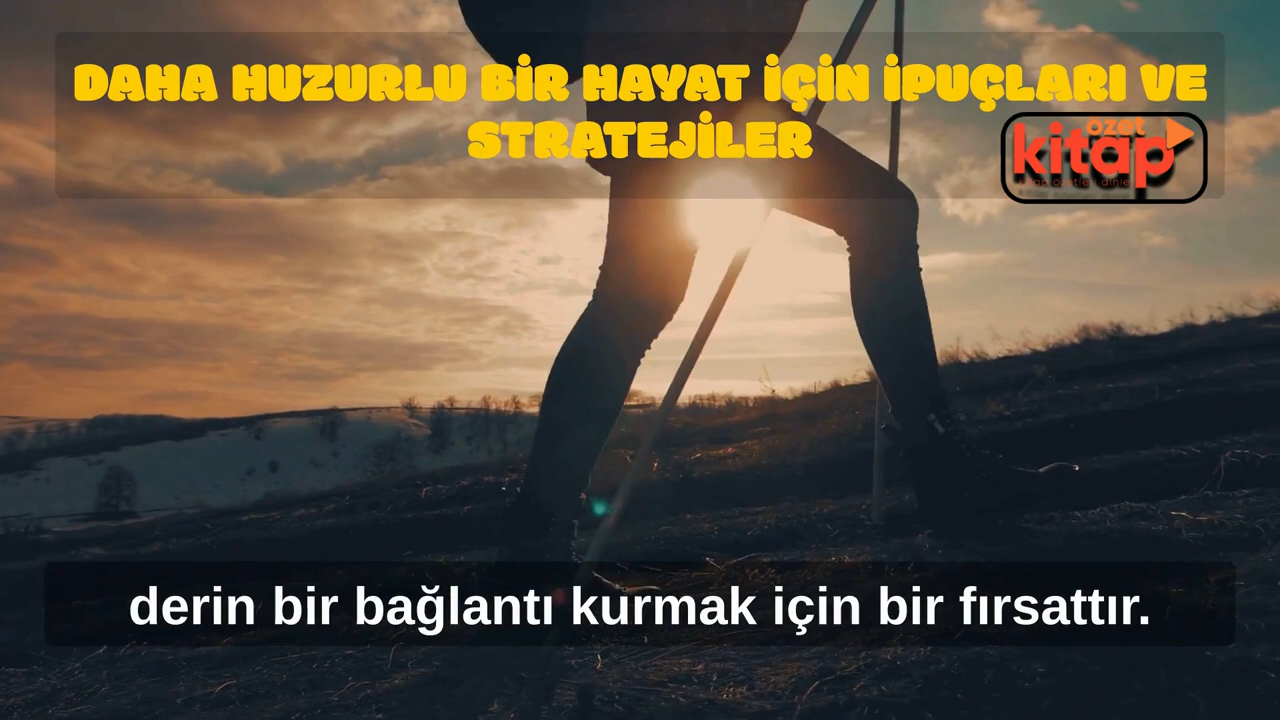 DAHA HUZURLU BİR HAYAT İÇİN İPUÇLARI VE
STRATEJİLER
özet
kitap
derin bir bağlantı kurmak için bir fırsattır.